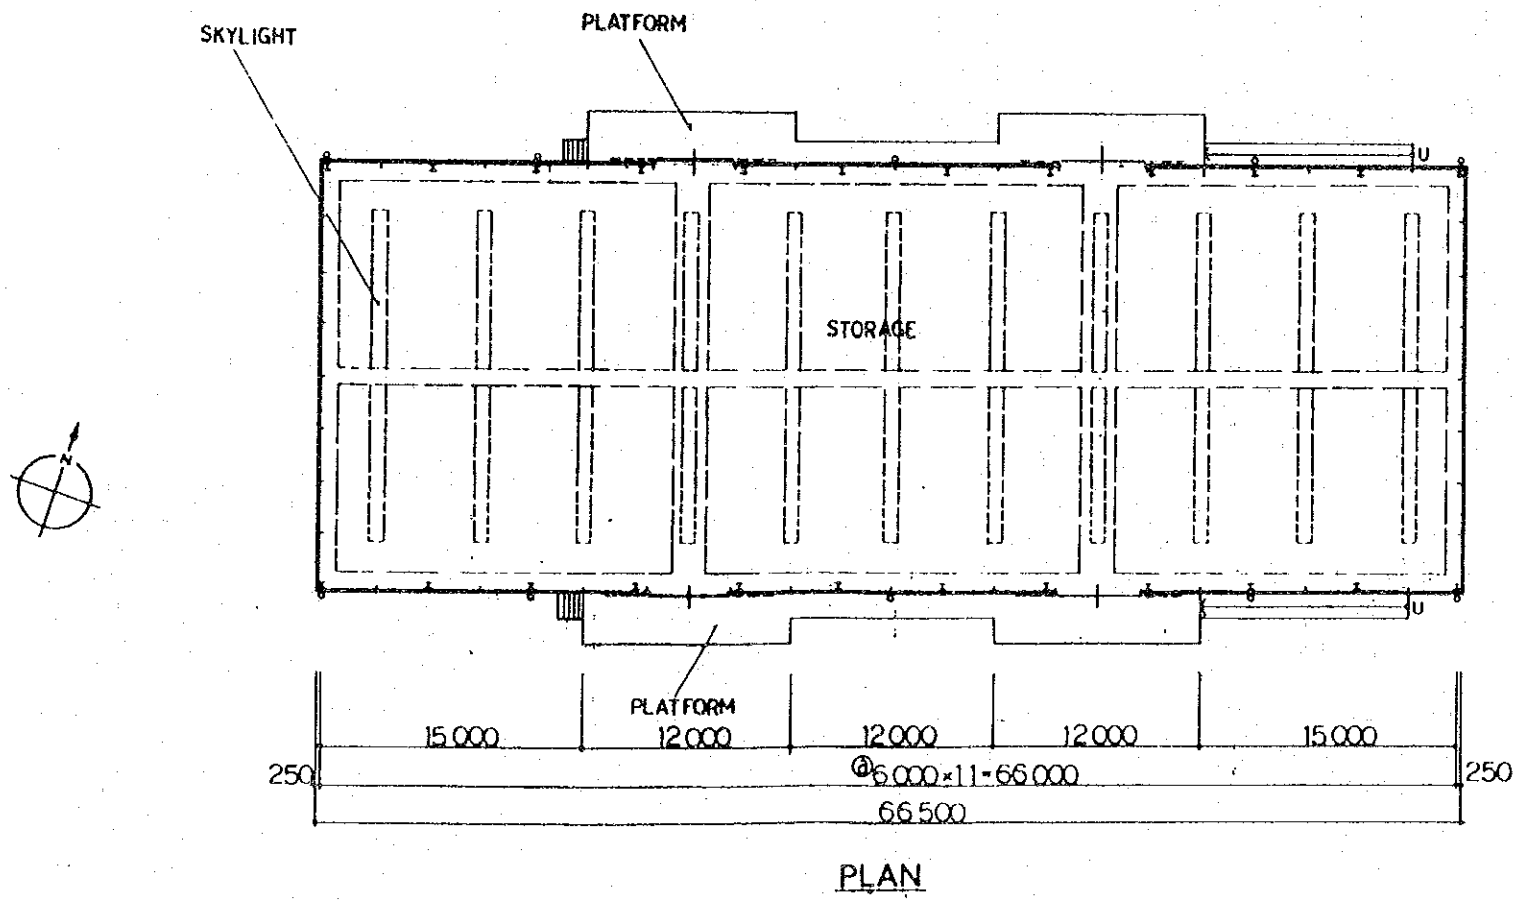 PLATFORM
SKYLIGHT
U
STORAGE
N
U
PLATFORM
15 000 12 000 12 000 12 000 15 000
250 @6 000×11=66 000 250
66 500
PLAN